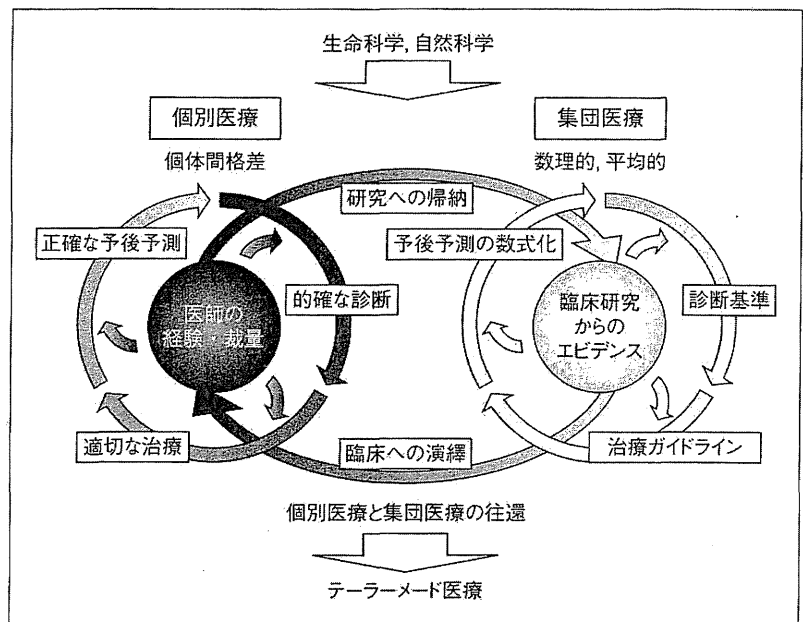 生命科学, 自然科学
個別医療
集団医療
個体間格差
数理的, 平均的
研究への帰納
正確な予後予測
予後予測の数式化
的確な診断
診断基準
医師の
経験・裁量
臨床研究
からの
エビデンス
適切な治療
臨床への演繹
治療ガイドライン
個別医療と集団医療の往還
テーラーメード医療